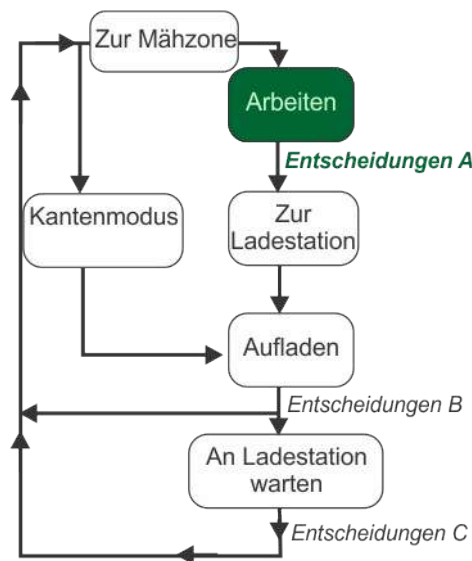 Zur Mähzone
Arbeiten
Entscheidungen A
Kantenmodus
Zur
Ladestation
Aufladen
Entscheidungen B
An Ladestation
warten
Entscheidungen C